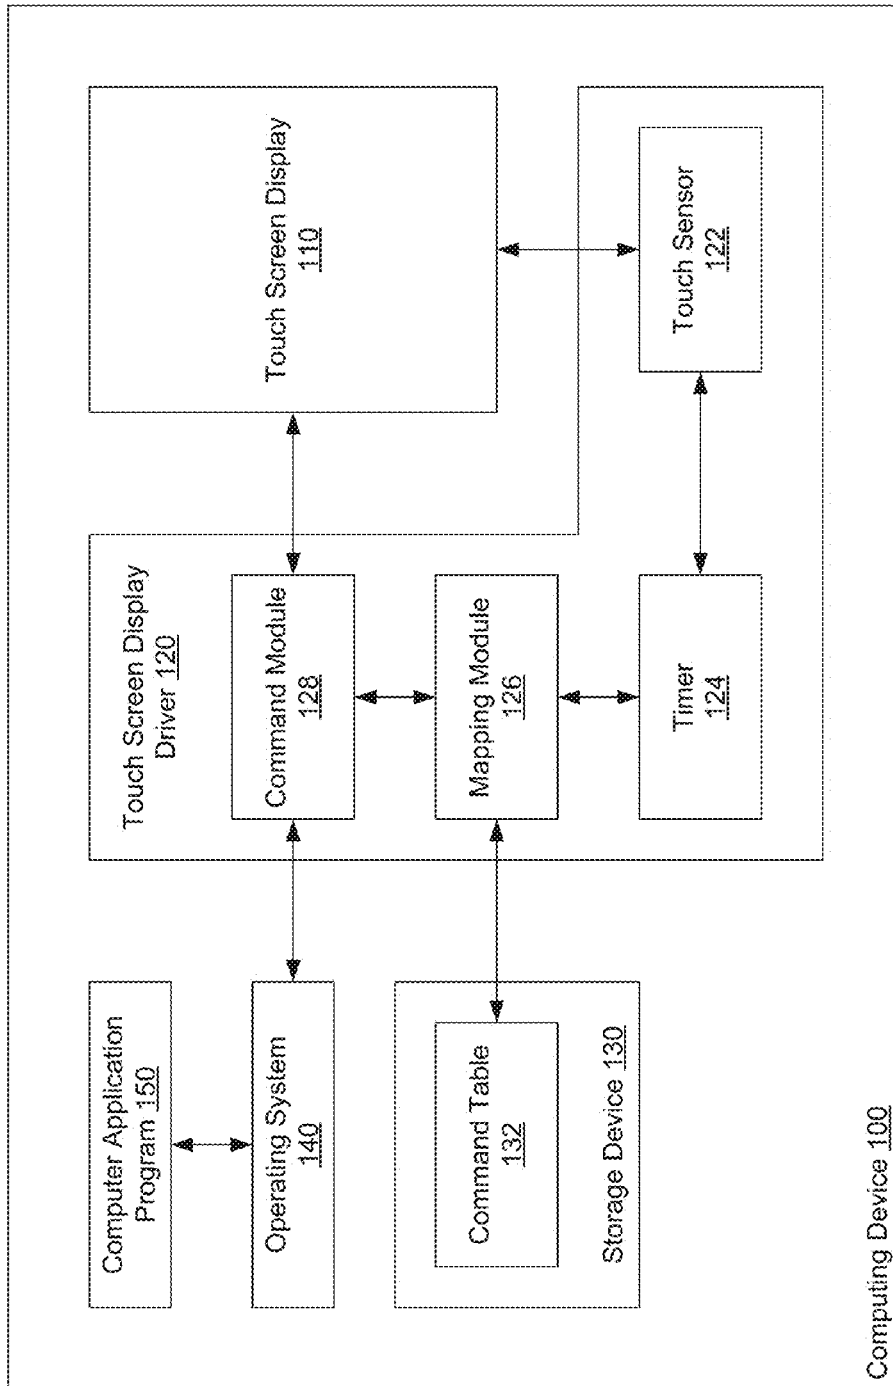 Computer Application
Program 150
Operating System
140
Command Table
132
Storage Device 130
Computing Device 100
Touch Screen Display
Driver 120
Command Module
128
Mapping Module
126
Timer
124
Touch Screen Display
110
Touch Sensor
122